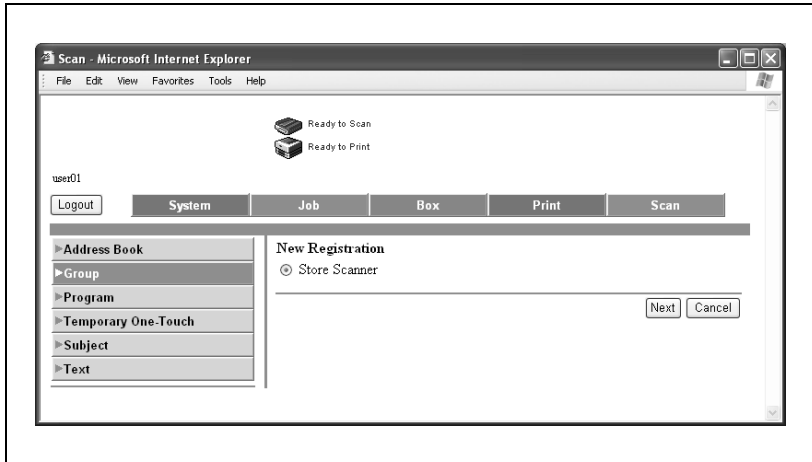 Scan - Microsoft Internet Explorer
File Edit View Favorites Tools Help
Ready to Scan
Ready to Print
user01
Logout System Job Box Print Scan
Address Book
Group
Program
Temporary One-Touch
Subject
Text
New Registration
Store Scanner
Next Cancel